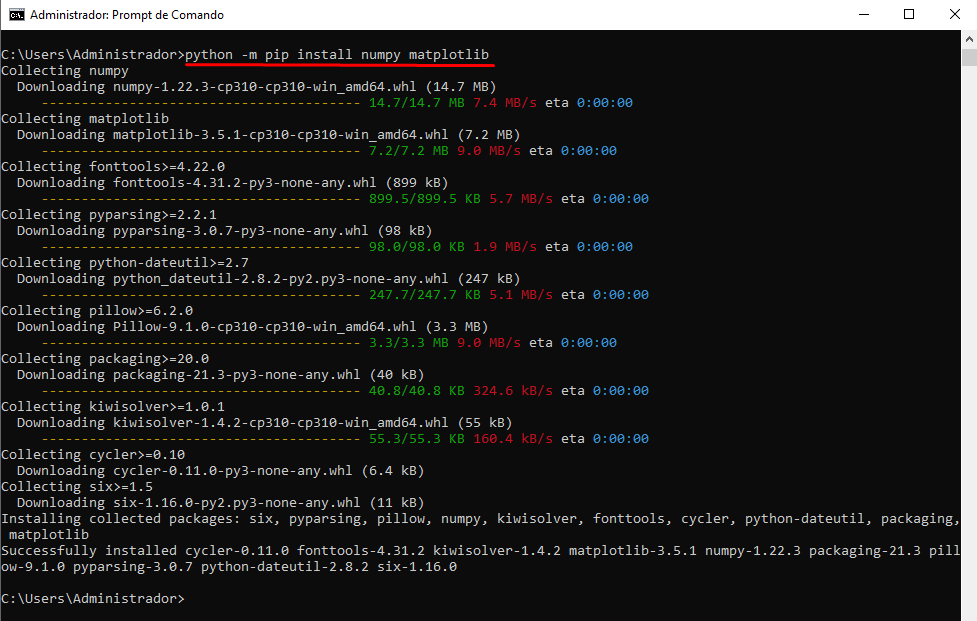 Administrador: Prompt de Comando
C:\Users\Administrador>python -m pip install numpy matplotlib
Collecting numpy
  Downloading numpy-1.22.3-cp310-cp310-win_amd64.whl (14.7 MB)
     ---------------------------------------- 14.7/14.7 MB 7.4 MB/s eta 0:00:00
Collecting matplotlib
  Downloading matplotlib-3.5.1-cp310-cp310-win_amd64.whl (7.2 MB)
     ---------------------------------------- 7.2/7.2 MB 9.0 MB/s eta 0:00:00
Collecting fonttools>=4.22.0
  Downloading fonttools-4.31.2-py3-none-any.whl (899 kB)
     ---------------------------------------- 899.5/899.5 KB 5.7 MB/s eta 0:00:00
Collecting pyparsing>=2.2.1
  Downloading pyparsing-3.0.7-py3-none-any.whl (98 kB)
     ---------------------------------------- 98.0/98.0 KB 1.9 MB/s eta 0:00:00
Collecting python-dateutil>=2.7
  Downloading python_dateutil-2.8.2-py2.py3-none-any.whl (247 kB)
     ---------------------------------------- 247.7/247.7 KB 5.1 MB/s eta 0:00:00
Collecting pillow>=6.2.0
  Downloading Pillow-9.1.0-cp310-cp310-win_amd64.whl (3.3 MB)
     ---------------------------------------- 3.3/3.3 MB 9.0 MB/s eta 0:00:00
Collecting packaging>=20.0
  Downloading packaging-21.3-py3-none-any.whl (40 kB)
     ---------------------------------------- 40.8/40.8 KB 324.6 kB/s eta 0:00:00
Collecting kiwisolver>=1.0.1
  Downloading kiwisolver-1.4.2-cp310-cp310-win_amd64.whl (55 kB)
     ---------------------------------------- 55.3/55.3 KB 160.4 kB/s eta 0:00:00
Collecting cycler>=0.10
  Downloading cycler-0.11.0-py3-none-any.whl (6.4 kB)
Collecting six>=1.5
  Downloading six-1.16.0-py2.py3-none-any.whl (11 kB)
Installing collected packages: six, pyparsing, pillow, numpy, kiwisolver, fonttools, cycler, python-dateutil, packaging,
 matplotlib
Successfully installed cycler-0.11.0 fonttools-4.31.2 kiwisolver-1.4.2 matplotlib-3.5.1 numpy-1.22.3 packaging-21.3 pill
ow-9.1.0 pyparsing-3.0.7 python-dateutil-2.8.2 six-1.16.0
C:\Users\Administrador>